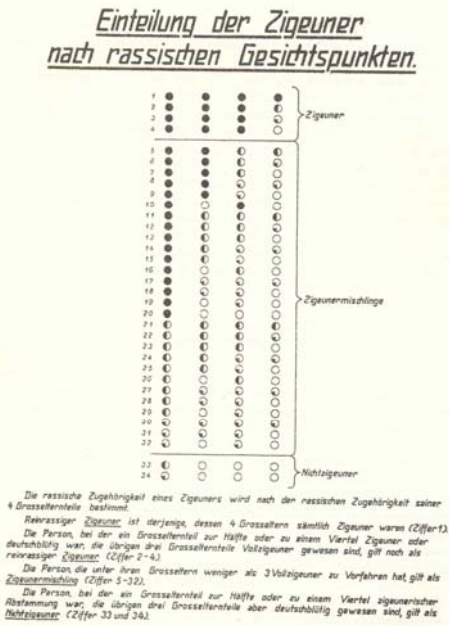 Einteilung der Zigeuner
nach rassischen Gesichtspunkten.
1
2
3
4
Zigeuner
5
6
7
8
9
10
11
12
13
14
15
16
17
18
19
20
21
22
23
24
25
26
27
28
29
30
31
32
Zigeunermischlinge
33
34
Nichtzigeuner
Die rassische Zugehörigkeit eines Zigeuners wird nach der rassischen Zugehörigkeit seiner
4 Grosselternteile bestimmt.
Reinrassiger Zigeuner ist derjenige, dessen 4 Grosseltern sämtlich Zigeuner waren (Ziffer 1).
Die Person, bei der ein Grosselternteil zur Hälfte oder zu einem Viertel Zigeuner oder
deutschblütig war, die übrigen drei Grosselternteile Vollzigeuner gewesen sind, gilt noch als
reinrassiger Zigeuner (Ziffer 2-4).
Die Person, die unter ihren Grosseltern weniger als 3 Vollzigeuner zu Vorfahren hat, gilt als
Zigeunermischling (Ziffer 5-32).
Die Person, bei der ein Grosselternteil zur Hälfte oder zu einem Viertel zigeunerischer
Abstammung war, die übrigen drei Grosselternteile aber deutschblütig gewesen sind, gilt als
Nichtzigeuner (Ziffer 33 und 34).